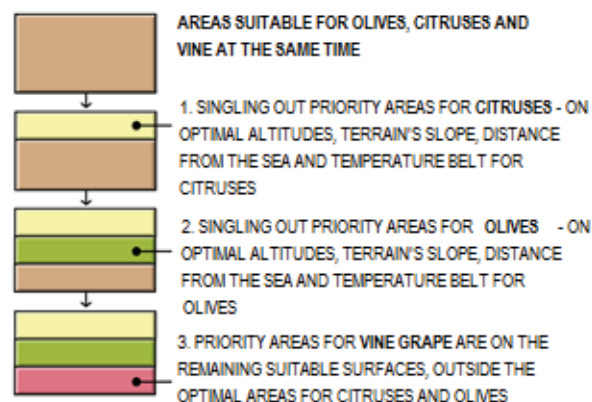 AREAS SUITABLE FOR OLIVES, CITRUSES AND
VINE AT THE SAME TIME
1. SINGLING OUT PRIORITY AREAS FOR CITRUSES - ON
OPTIMAL ALTITUDES, TERRAIN'S SLOPE, DISTANCE
FROM THE SEA AND TEMPERATURE BELT FOR
CITRUSES
2. SINGLING OUT PRIORITY AREAS FOR OLIVES - ON
OPTIMAL ALTITUDES, TERRAIN'S SLOPE, DISTANCE
FROM THE SEA AND TEMPERATURE BELT FOR
OLIVES
3. PRIORITY AREAS FOR VINE GRAPE ARE ON THE
REMAINING SUITABLE SURFACES, OUTSIDE THE
OPTIMAL AREAS FOR CITRUSES AND OLIVES